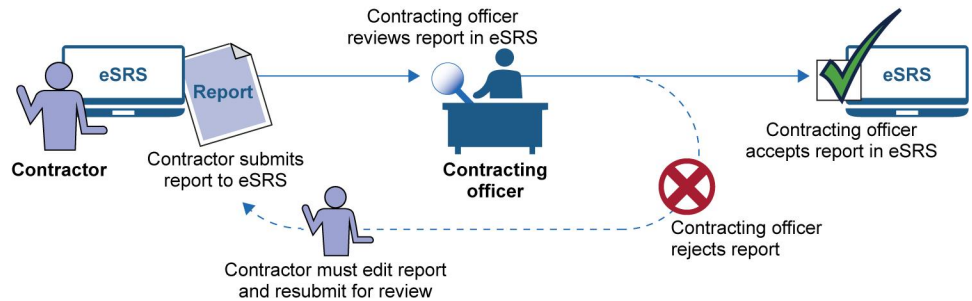 eSRS
Report
Contractor
Contractor submits
report to eSRS
Contracting officer
reviews report in eSRS
Contracting
officer
eSRS
Contracting officer
accepts report in eSRS
Contracting officer
rejects report
Contractor must edit report
and resubmit for review